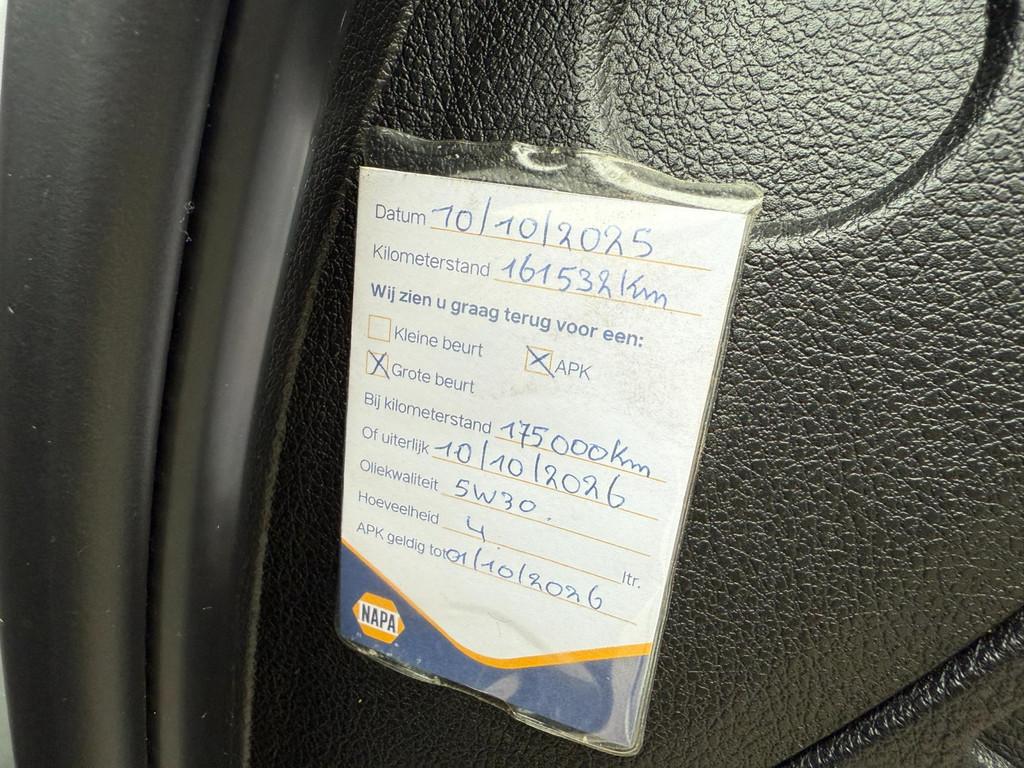 Datum 10/10/2025
Kilometerstand 161532 Km
Wij zien u graag terug voor een:
Kleine beurt APK
Grote beurt
Bij kilometerstand 175000 Km
Of uiterlijk 10/10/2026
Oliekwaliteit 5W30.
Hoeveelheid 4 ltr.
APK geldig tot 01/10/2026
NAPA